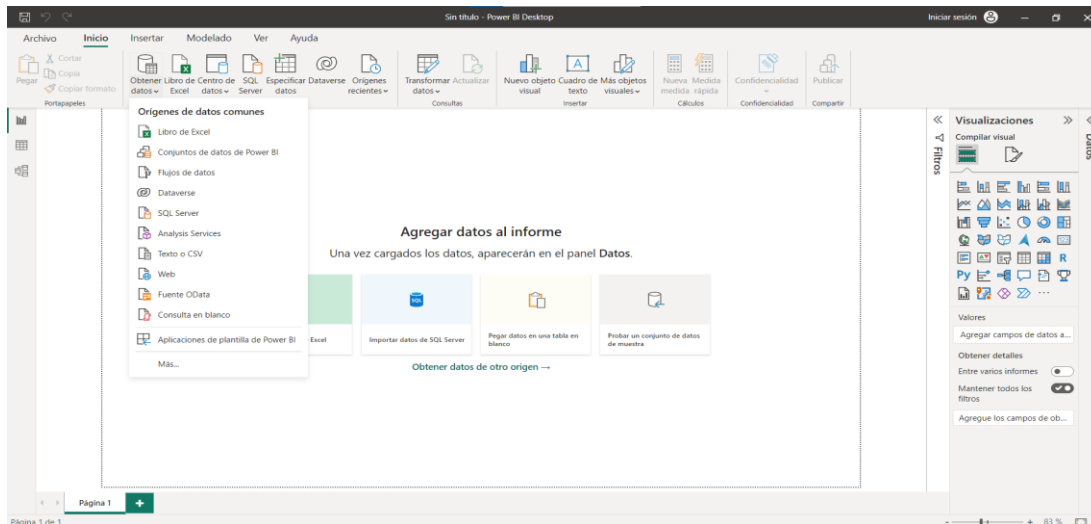 Sin título - Power BI Desktop
Iniciar sesión
Archivo Inicio Insertar Modelado Ver Ayuda
Pegar
Cortar
Copia
Copiar formato
Portapapeles
Obtener datos
Libro de Excel
Centro de datos
SQL Server
Especificar datos
Dataverse
Orígenes recientes
Transformar datos
Actualizar
Consultas
Nuevo objeto visual
Cuadro de texto
Más objetos visuales
Insertar
Nueva medida
Medida rápida
Cálculos
Confidencialidad
Confidencialidad
Publicar
Compartir
Orígenes de datos comunes
Libro de Excel
Conjuntos de datos de Power BI
Flujos de datos
Dataverse
SQL Server
Analysis Services
Texto o CSV
Web
Fuente OData
Consulta en blanco
Aplicaciones de plantilla de Power BI
Más...
Agregar datos al informe
Una vez cargados los datos, aparecerán en el panel Datos.
Excel
SQL
Importar datos de SQL Server
Pegar datos en una tabla en
blanco
Probar un conjunto de datos
de muestra
Obtener datos de otro origen →
Filtros
Visualizaciones
Compilar visual
R
Py
Valores
Agregar campos de datos a...
Obtener detalles
Entre varios informes
Mantener todos los
filtros
Agregue los campos de ob...
Datos
Página 1
Página 1 de 1
83 %